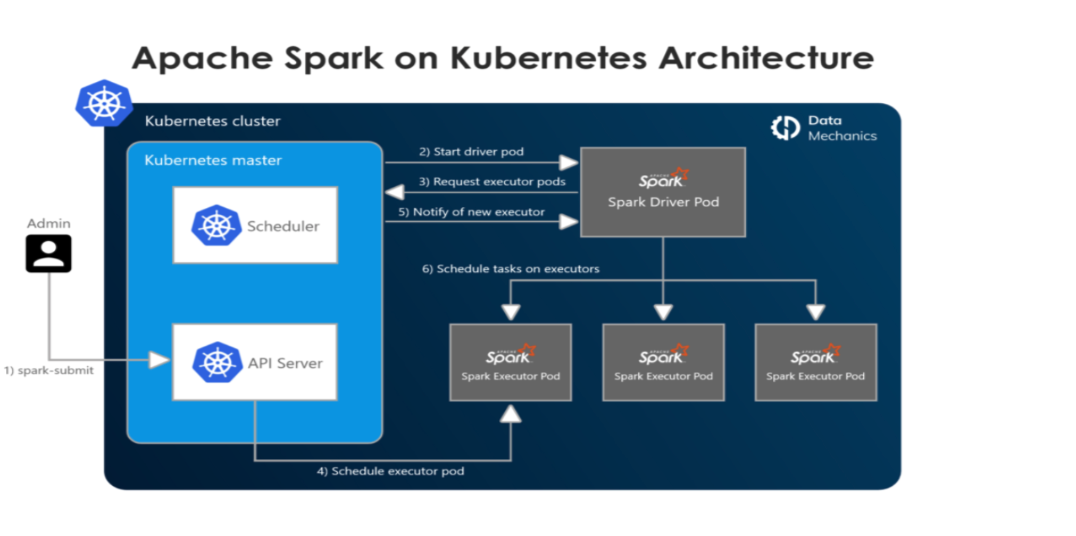 Apache Spark on Kubernetes Architecture
Kubernetes cluster
Data
Mechanics
Kubernetes master
2) Start driver pod
3) Request executor pods
5) Notify of new executor
APACHE
Spark
Spark Driver Pod
Scheduler
Admin
6) Schedule tasks on executors
API Server
1) spark-submit
APACHE
Spark
Spark Executor Pod
APACHE
Spark
Spark Executor Pod
APACHE
Spark
Spark Executor Pod
4) Schedule executor pod